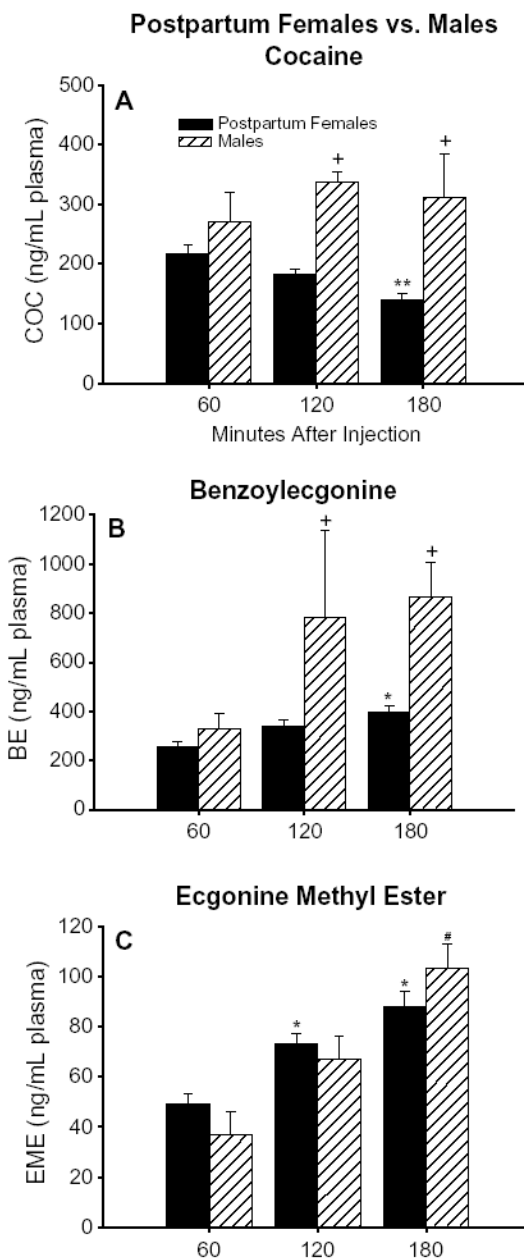 Postpartum Females vs. Males
Cocaine
A
Postpartum Females
Males
COC (ng/mL plasma)
500
400
300
200
100
0
+
+
**
60 120 180
Minutes After Injection
Benzoylecgonine
B
BE (ng/mL plasma)
1200
1000
800
600
400
200
0
+
+
*
60 120 180
Ecgonine Methyl Ester
C
EME (ng/mL plasma)
120
100
80
60
40
20
0
*
*
#
60 120 180